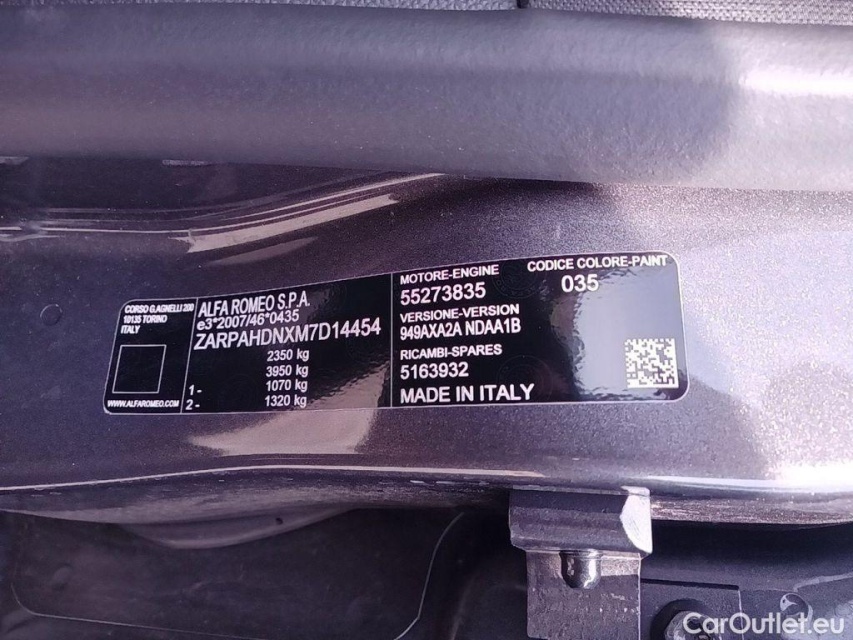 CORSO G.AGNELLI 200
10135 TORINO
ITALY
WWW.ALFAROMEO.COM
ALFA ROMEO S.P.A.
e3*2007/46*0435
ZARPAHDNXM7D14454
2350 kg
3950 kg
1- 1070 kg
2- 1320 kg
MOTORE-ENGINE
55273835
VERSIONE-VERSION
949AXA2A NDAA1B
RICAMBI-SPARES
5163932
MADE IN ITALY
CODICE COLORE-PAINT
035
CarOutlet.eu